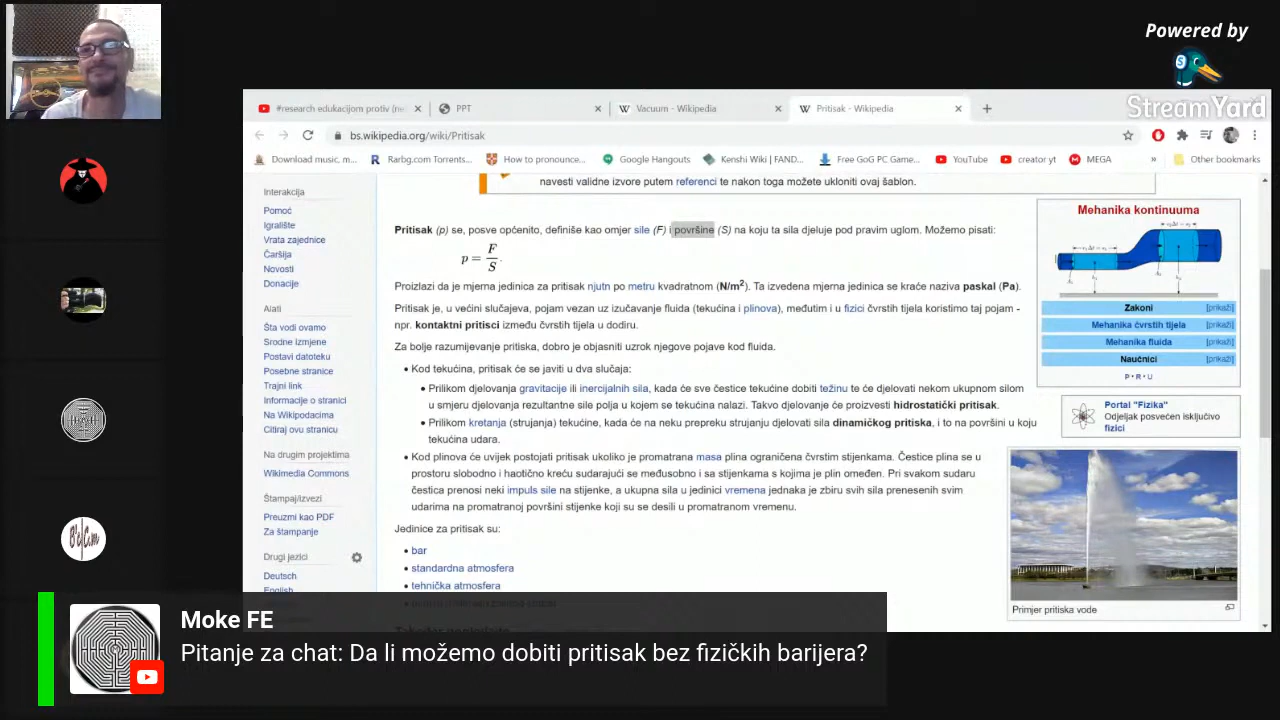 Powered by
StreamYard
#research edukacijom protiv (ne
PPT
Vacuum - Wikipedia
Pritisak - Wikipedia
bs.wikipedia.org/wiki/Pritisak
Download music, m...
Rarbg.com Torrents...
How to pronounce...
Google Hangouts
Kenshi Wiki | FAND...
Free GoG PC Game...
YouTube
creator yt
MEGA
»
Other bookmarks
navesti validne izvore putem referenci te nakon toga možete ukloniti ovaj šablon.
Interakcija
Pomoć
Igralište
Vrata zajednice
Čaršija
Novosti
Donacije
Alati
Šta vodi ovamo
Srodne izmjene
Postavi datoteku
Posebne stranice
Trajni link
Informacije o stranici
Na Wikipodacima
Citiraj ovu stranicu
Na drugim projektima
Wikimedia Commons
Štampaj/izvezi
Preuzmi kao PDF
Za štampanje
Drugi jezici
Deutsch
English
Pritisak (p) se, posve općenito, definiše kao omjer sile (F) i površine (S) na koju ta sila djeluje pod pravim uglom. Možemo pisati:
p = F/S.
Proizlazi da je mjerna jedinica za pritisak njutn po metru kvadratnom (N/m²). Ta izvedena mjerna jedinica se kraće naziva paskal (Pa).
Pritisak je, u većini slučajeva, pojam vezan uz izučavanje fluida (tekućina i plinova), međutim i u fizici čvrstih tijela koristimo taj pojam -
npr. kontaktni pritisci između čvrstih tijela u dodiru.
Za bolje razumijevanje pritiska, dobro je objasniti uzrok njegove pojave kod fluida.
• Kod tekućina, pritisak će se javiti u dva slučaja:
• Prilikom djelovanja gravitacije ili inercijalnih sila, kada će sve čestice tekućine dobiti težinu te će djelovati nekom ukupnom silom
u smjeru djelovanja rezultantne sile polja u kojem se tekućina nalazi. Takvo djelovanje će proizvesti hidrostatički pritisak.
• Prilikom kretanja (strujanja) tekućine, kada će na neku prepreku strujanju djelovati sila dinamičkog pritiska, i to na površini u koju
tekućina udara.
• Kod plinova će uvijek postojati pritisak ukoliko je promatrana masa plina ograničena čvrstim stijenkama. Čestice plina se u
prostoru slobodno i haotično kreću sudarajući se međusobno i sa stijenkama s kojima je plin omeđen. Pri svakom sudaru
čestica prenosi neki impuls sile na stijenke, a ukupna sila u jedinici vremena jednaka je zbiru svih sila prenesenih svim
udarima na promatranoj površini stijenke koji su se desili u promatranom vremenu.
Jedinice za pritisak su:
• bar
• standardna atmosfera
• tehnička atmosfera
Mehanika kontinuuma
Zakoni [prikaži]
Mehanika čvrstih tijela [prikaži]
Mehanika fluida [prikaži]
Naučnici [prikaži]
P • R • U
Portal "Fizika"
Odjeljak posvećen isključivo
fizici
Primjer pritiska vode
Moke FE
Pitanje za chat: Da li možemo dobiti pritisak bez fizičkih barijera?